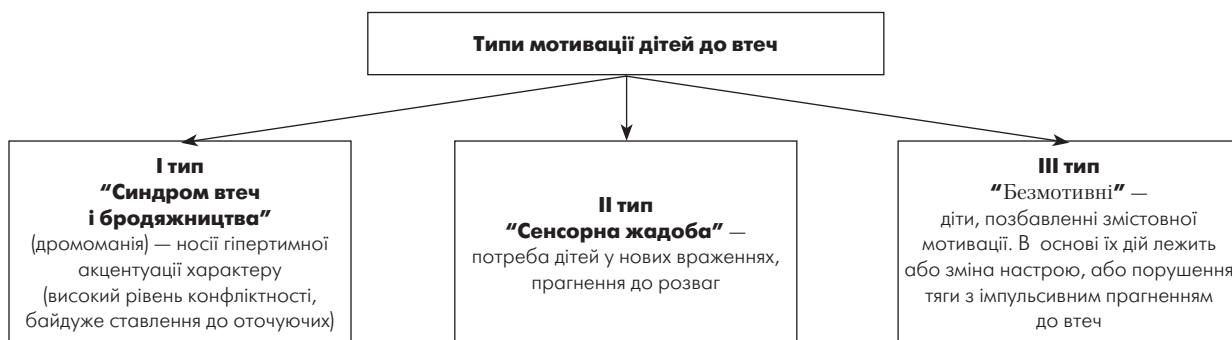 Типи мотивації дітей до втеч
I тип
“Синдром втеч
і бродяжництва”
(дромоманія) — носії гіпертимної
акцентуації характеру
(високий рівень конфліктності,
байдуже ставлення до оточуючих)
II тип
“Сенсорна жадоба” —
потреба дітей у нових враженнях,
прагнення до розваг
III тип
“Безмотивні” —
діти, позбавленні змістовної
мотивації. В основі їх дій лежить
або зміна настрою, або порушення
тяги з імпульсивним прагненням
до втеч